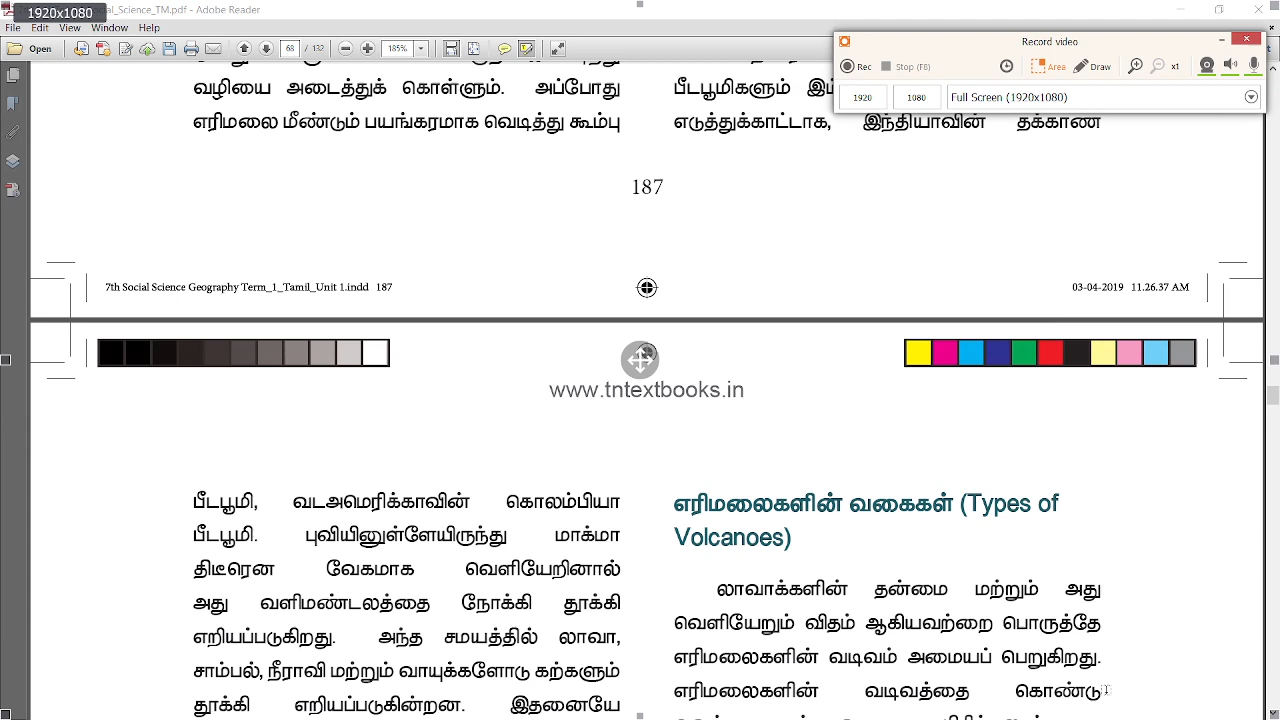 1920x1080
al_Science_TM.pdf - Adobe Reader
File Edit View Window Help
Open 68 / 132 185%
Record video
Rec Stop (F8) Area Draw x1
1920 1080 Full Screen (1920x1080)
வழியை அடைத்துக் கொள்ளும். அப்போது
எரிமலை மீண்டும் பயங்கரமாக வெடித்து கூம்பு
பீடபூமிகளும்
எடுத்துக்காட்டாக, இந்தியாவின் தக்காண
187
7th Social Science Geography Term_1_Tamil_Unit 1.indd 187
03-04-2019 11.26.37 AM
www.tntextbooks.in
பீடபூமி, வடஅமெரிக்காவின் கொலம்பியா
பீடபூமி. புவியினுள்ளேயிருந்து மாக்மா
திடீரென வேகமாக வெளியேறினால்
அது வளிமண்டலத்தை நோக்கி தூக்கி
எறியப்படுகிறது. அந்த சமயத்தில் லாவா,
சாம்பல், நீராவி மற்றும் வாயுக்களோடு கற்களும்
தூக்கி எறியப்படுகின்றன. இதனையே
எரிமலைகளின் வகைகள் (Types of
Volcanoes)
லாவாக்களின் தன்மை மற்றும் அது
வெளியேறும் விதம் ஆகியவற்றை பொருத்தே
எரிமலைகளின் வடிவம் அமையப் பெறுகிறது.
எரிமலைகளின் வடிவத்தை கொண்டு